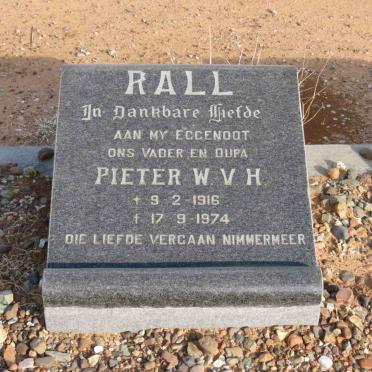 RALL
In Dankbare Liefde
AAN MY EGGENOOT
ONS VADER EN OUPA
PIETER W. V. H.
† 9-2-1916
† 17-9-1974
DIE LIEFDE VERGAAN NIMMERMEER